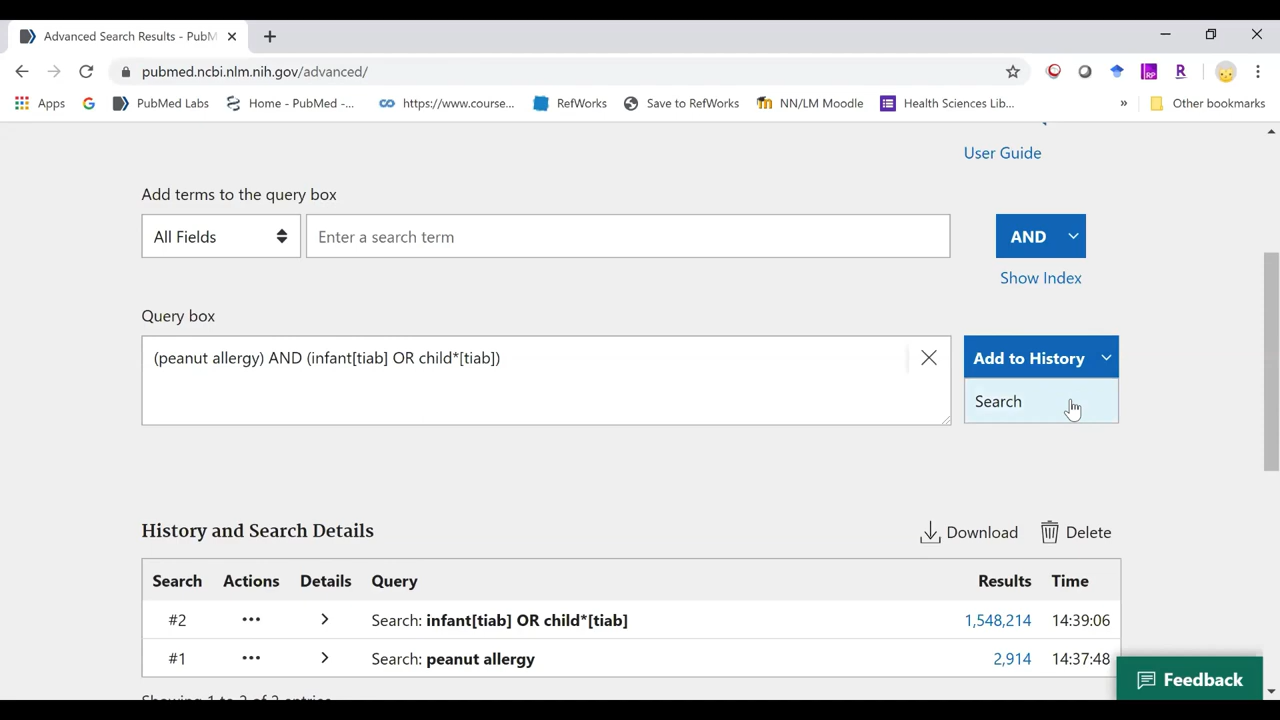 Advanced Search Results - PubM
pubmed.ncbi.nlm.nih.gov/advanced/
Apps PubMed Labs Home - PubMed -... https://www.course... RefWorks Save to RefWorks NN/LM Moodle Health Sciences Lib... » Other bookmarks
User Guide
Add terms to the query box
All Fields Enter a search term AND
Show Index
Query box
(peanut allergy) AND (infant[tiab] OR child*[tiab]) Add to History
Search
History and Search Details Download Delete
Search Actions Details Query Results Time
#2 ... Search: infant[tiab] OR child*[tiab] 1,548,214 14:39:06
#1 ... Search: peanut allergy 2,914 14:37:48
Feedback